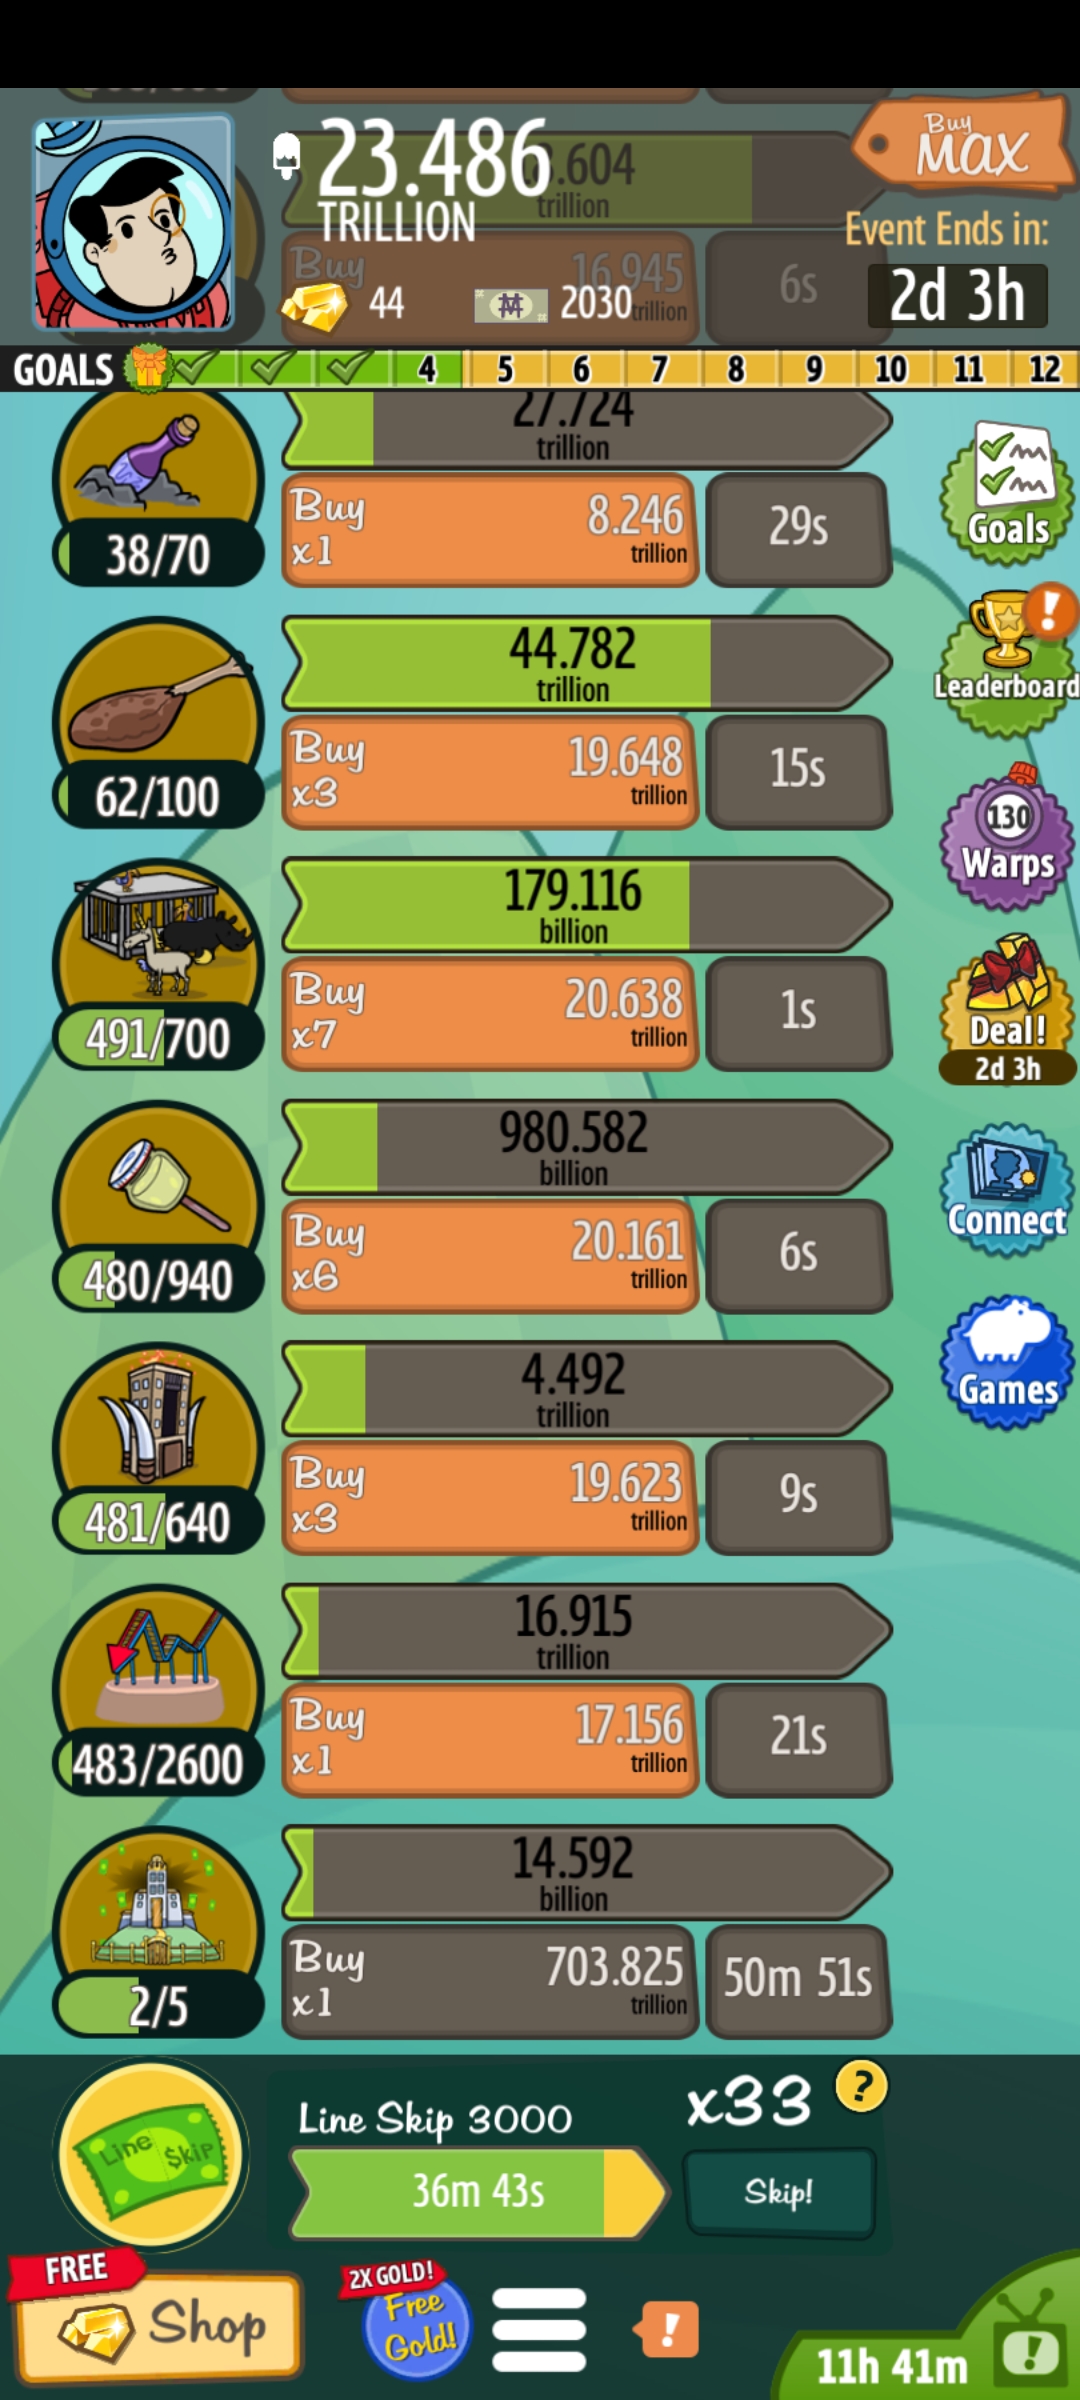 23.486
TRILLION
trillion
Buy
MAX
Event Ends in:
2d 3h
Buy
16.945
trillion
6s
44
2030
GOALS
4 5 6 7 8 9 10 11 12
27.724
trillion
Buy
x1
8.246
trillion
29s
38/70
Goals
44.782
trillion
Buy
x3
19.648
trillion
15s
62/100
!
Leaderboard
179.116
billion
Buy
x7
20.638
trillion
1s
491/700
130
Warps
Deal!
2d 3h
980.582
billion
Buy
x6
20.161
trillion
6s
480/940
Connect
4.492
trillion
Buy
x3
19.623
trillion
9s
481/640
Games
16.915
trillion
Buy
x1
17.156
trillion
21s
483/2600
14.592
billion
Buy
x1
703.825
trillion
50m 51s
2/5
Line $kip
Line Skip 3000
36m 43s
x33
?
Skip!
FREE
Shop
2X GOLD!
Free
Gold!
!
11h 41m
!